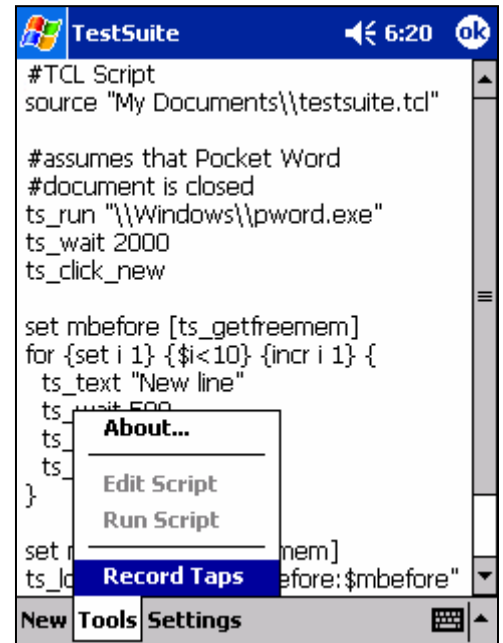 TestSuite 6:20 ok
#TCL Script
source "My Documents\\testsuite.tcl"
#assumes that Pocket Word
#document is closed
ts_run "\\Windows\\pword.exe"
ts_wait 2000
ts_click_new
set mbefore [ts_getfreemem]
for {set i 1} {$i<10} {incr i 1} {
ts_text "New line"
ts_wait 500
ts_
ts_
}
set mem]
efore:$mbefore"
About...
Edit Script
Run Script
Record Taps
New Tools Settings